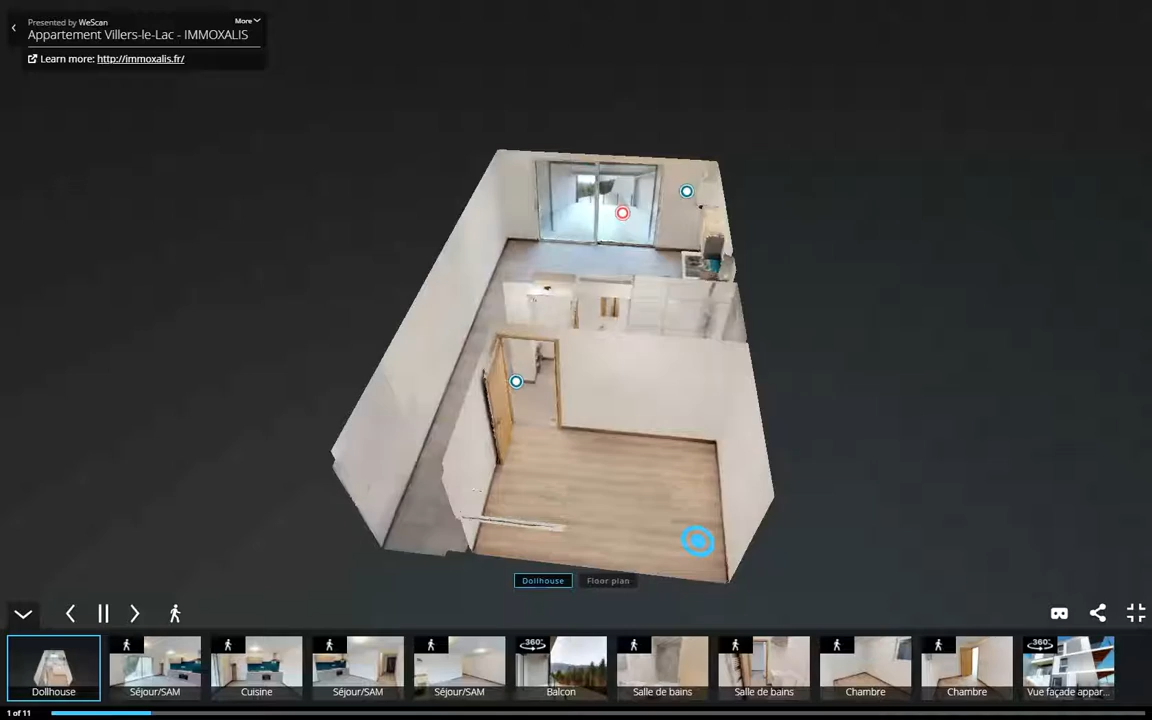 Presented by WeScan
More
Appartement Villers-le-Lac - IMMOXALIS
Learn more: http://immoxalis.fr/
Dollhouse
Floor plan
Dollhouse
Séjour/SAM
Cuisine
Séjour/SAM
Séjour/SAM
360°
Balcon
Salle de bains
Salle de bains
Chambre
Chambre
360°
Vue façade appar...
1 of 11